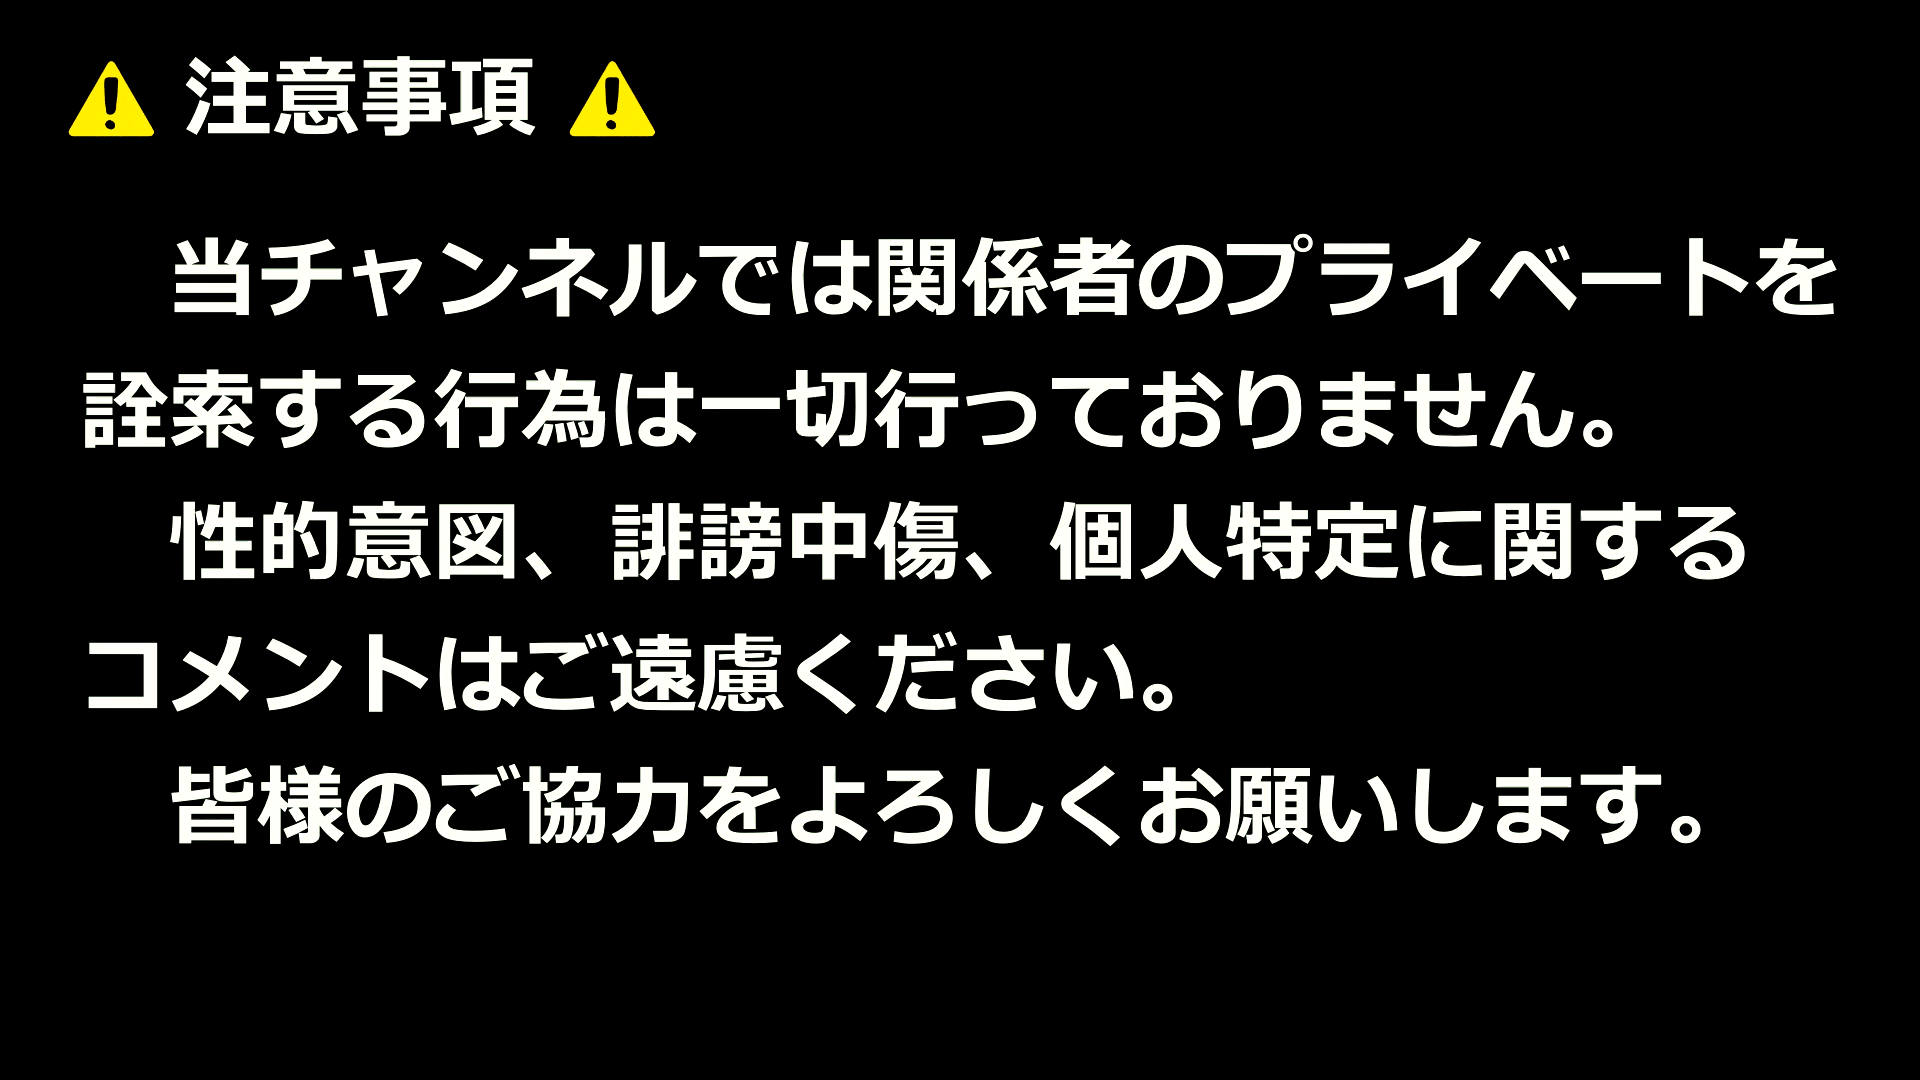 ⚠ 注意事項 ⚠
当チャンネルでは関係者のプライベートを
詮索する行為は一切行っておりません。
性的意図、誹謗中傷、個人特定に関する
コメントはご遠慮ください。
皆様のご協力をよろしくお願いします。